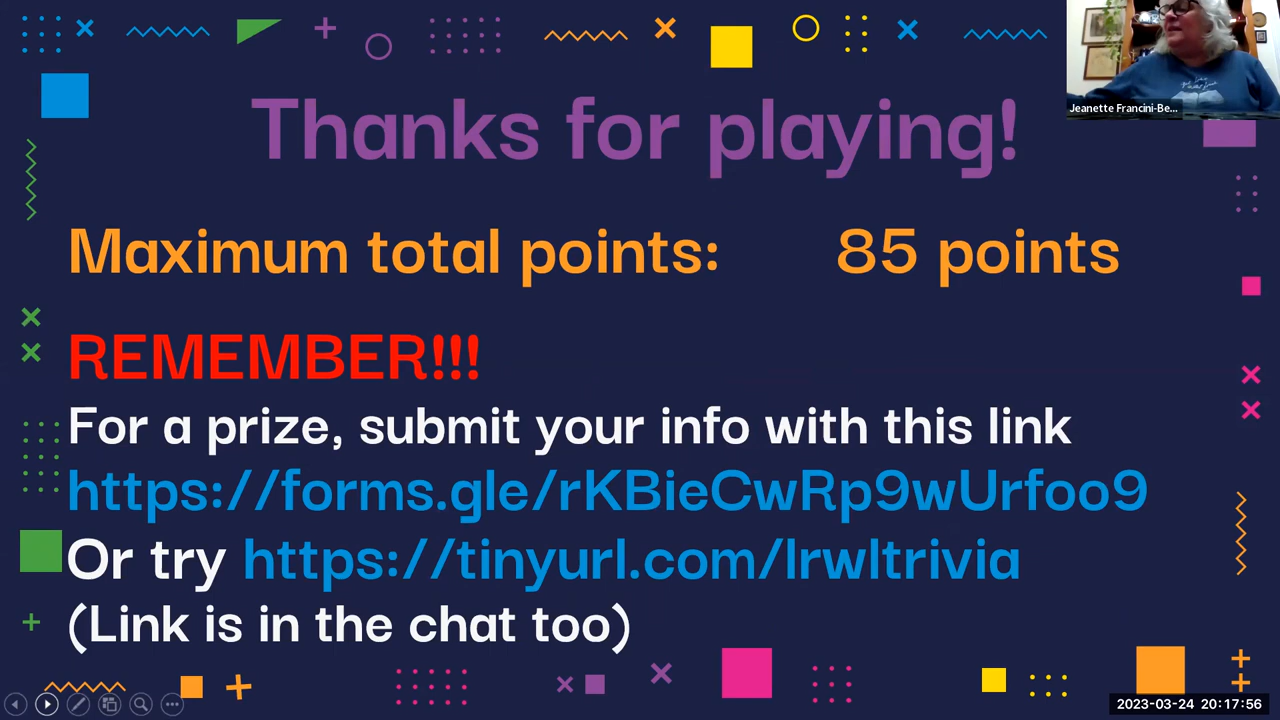 Thanks for playing!
Jeanette Francini-Be...
Maximum total points: 85 points
REMEMBER!!!
For a prize, submit your info with this link
https://forms.gle/rKBieCwRp9wUrfoo9
Or try https://tinyurl.com/lrwltrivia
(Link is in the chat too)
2023-03-24 20:17:56